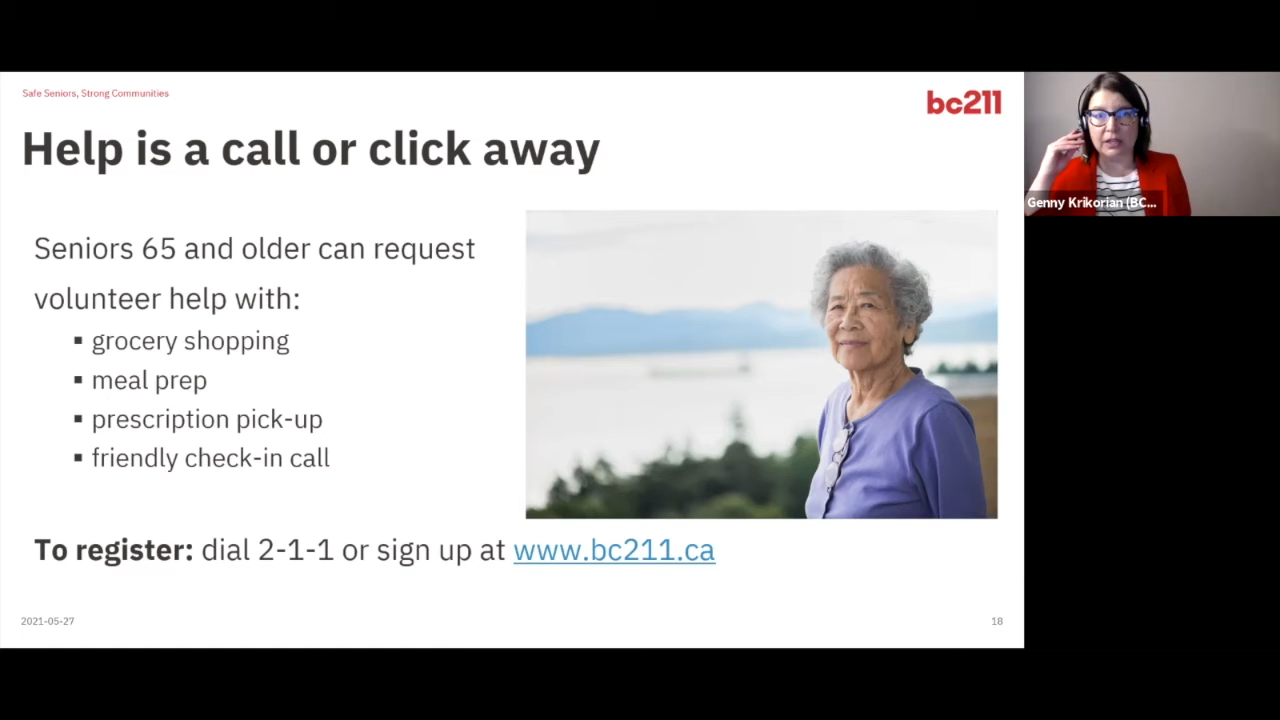 Safe Seniors, Strong Communities
bc211
Help is a call or click away
Seniors 65 and older can request
volunteer help with:
▪ grocery shopping
▪ meal prep
▪ prescription pick-up
▪ friendly check-in call
To register: dial 2-1-1 or sign up at www.bc211.ca
2021-05-27
18
Genny Krikorian (BC...